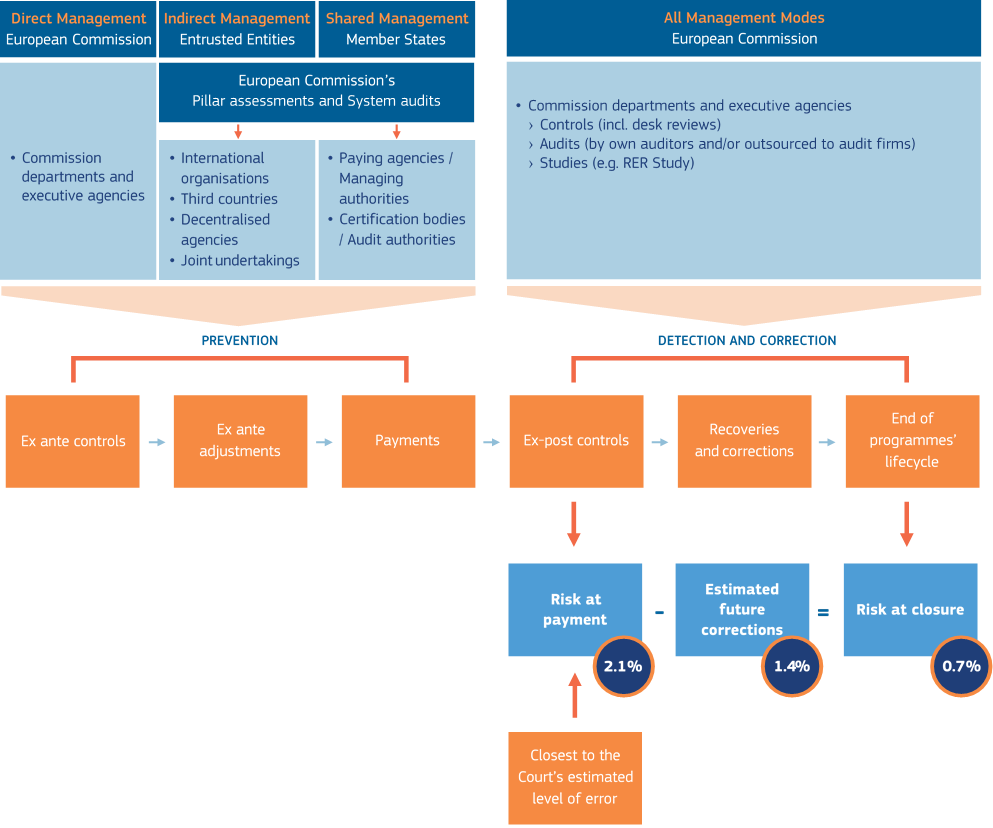 Direct Management
European Commission
Indirect Management
Entrusted Entities
Shared Management
Member States
All Management Modes
European Commission
European Commission's
Pillar assessments and System audits
• Commission
departments and
executive agencies
• International
organisations
• Third countries
• Decentralised
agencies
• Joint undertakings
• Paying agencies /
Managing
authorities
• Certification bodies
/ Audit authorities
• Commission departments and executive agencies
› Controls (incl. desk reviews)
› Audits (by own auditors and/or outsourced to audit firms)
› Studies (e.g. RER Study)
PREVENTION
DETECTION AND CORRECTION
Ex ante controls
Ex ante
adjustments
Payments
Ex-post controls
Recoveries
and corrections
End of
programmes'
lifecycle
Risk at
payment
2.1%
-
Estimated
future
corrections
1.4%
=
Risk at closure
0.7%
Closest to the
Court's estimated
level of error